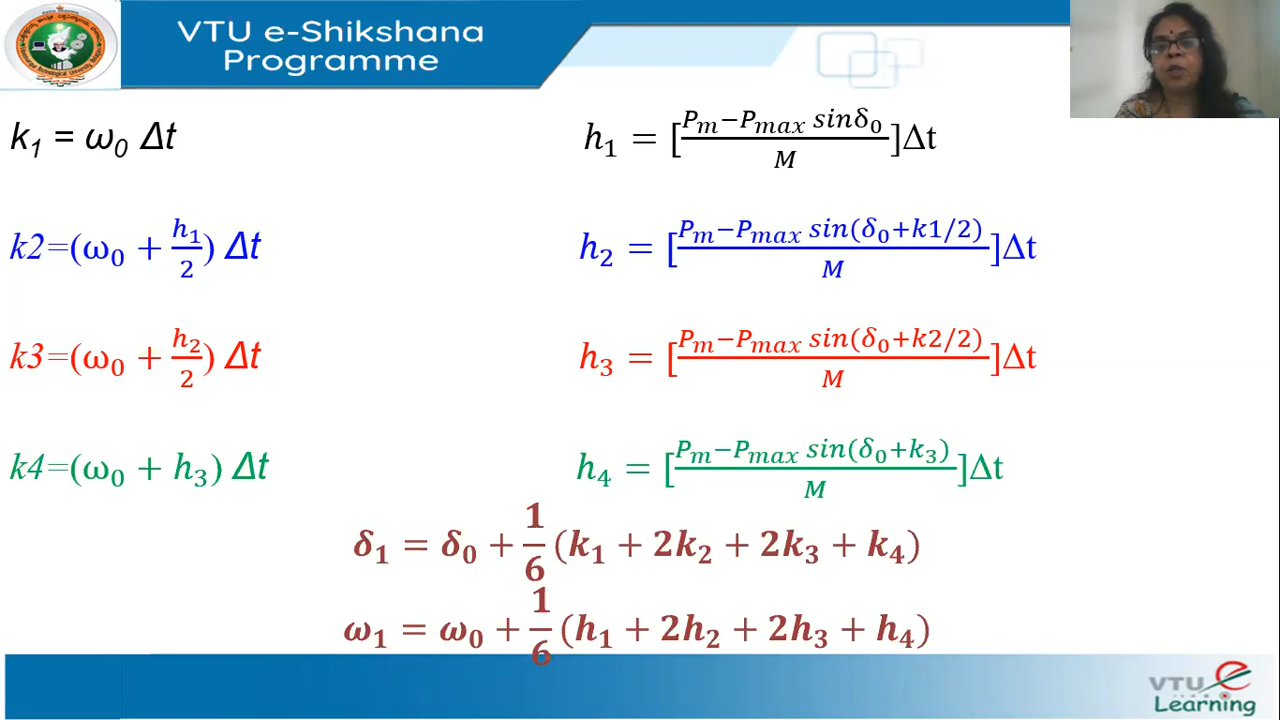 VTU e-Shikshana
Programme
k₁ = ω₀ Δt
h₁ = [(Pₘ−Pₘₐₓ sinδ₀)/M]Δt
k2=(ω₀ + h₁/2) Δt
h₂ = [(Pₘ−Pₘₐₓ sin(δ₀+k1/2))/M]Δt
k3=(ω₀ + h₂/2) Δt
h₃ = [(Pₘ−Pₘₐₓ sin(δ₀+k2/2))/M]Δt
k4=(ω₀ + h₃) Δt
h₄ = [(Pₘ−Pₘₐₓ sin(δ₀+k₃))/M]Δt
δ₁ = δ₀ + 1/6 (k₁ + 2k₂ + 2k₃ + k₄)
ω₁ = ω₀ + 1/6 (h₁ + 2h₂ + 2h₃ + h₄)
VTU e
Learning